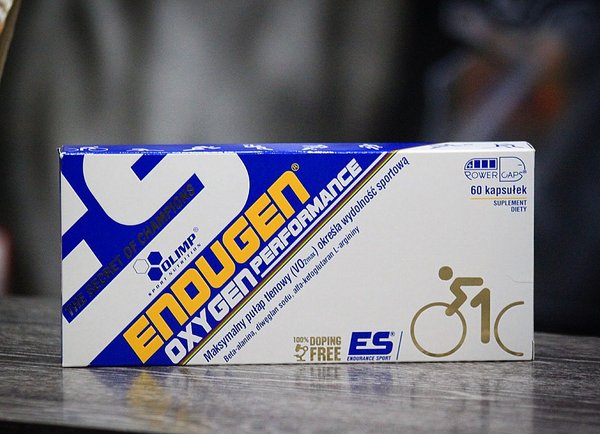 ES
THE SECRET OF CHAMPIONS
OLIMP®
SPORT NUTRITION
ENDUGEN®
OXYGEN PERFORMANCE
Maksymalny pułap tlenowy (VO2max) określa wydolność sportową
Beta-alanina, diwęglan sodu, alfa-ketoglutaran L-argininy
POWER CAPS®
60 kapsułek
SUPLEMENT
DIETY
100%
DOPING
FREE
ES®
ENDURANCE SPORT